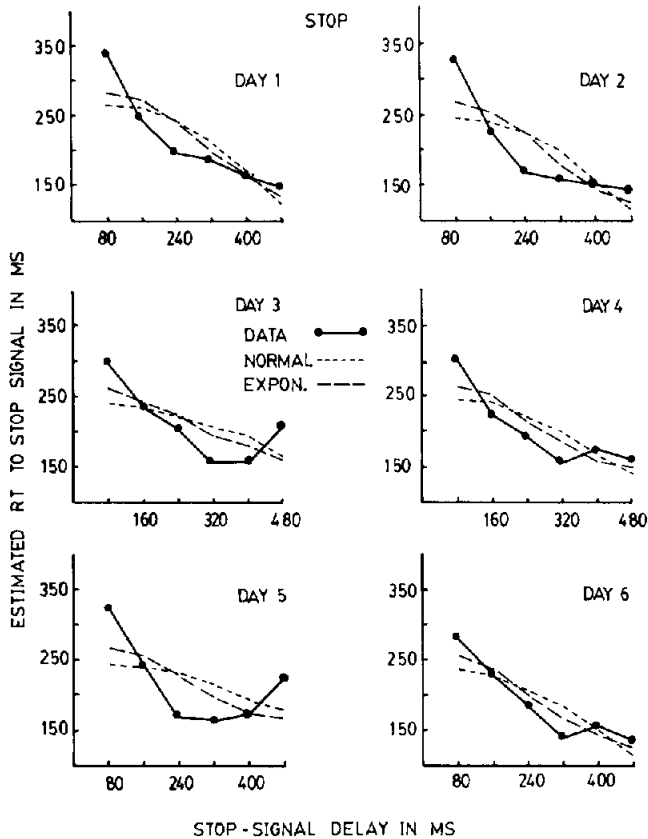 STOP
350
250
150
DAY 1
80 240 400
350
250
150
DAY 2
80 240 400
350
250
150
DAY 3
DATA
NORMAL
EXPON.
160 320 480
350
250
150
DAY 4
160 320 480
350
250
150
DAY 5
80 240 400
350
250
150
DAY 6
80 240 400
ESTIMATED RT TO STOP SIGNAL IN MS
STOP-SIGNAL DELAY IN MS